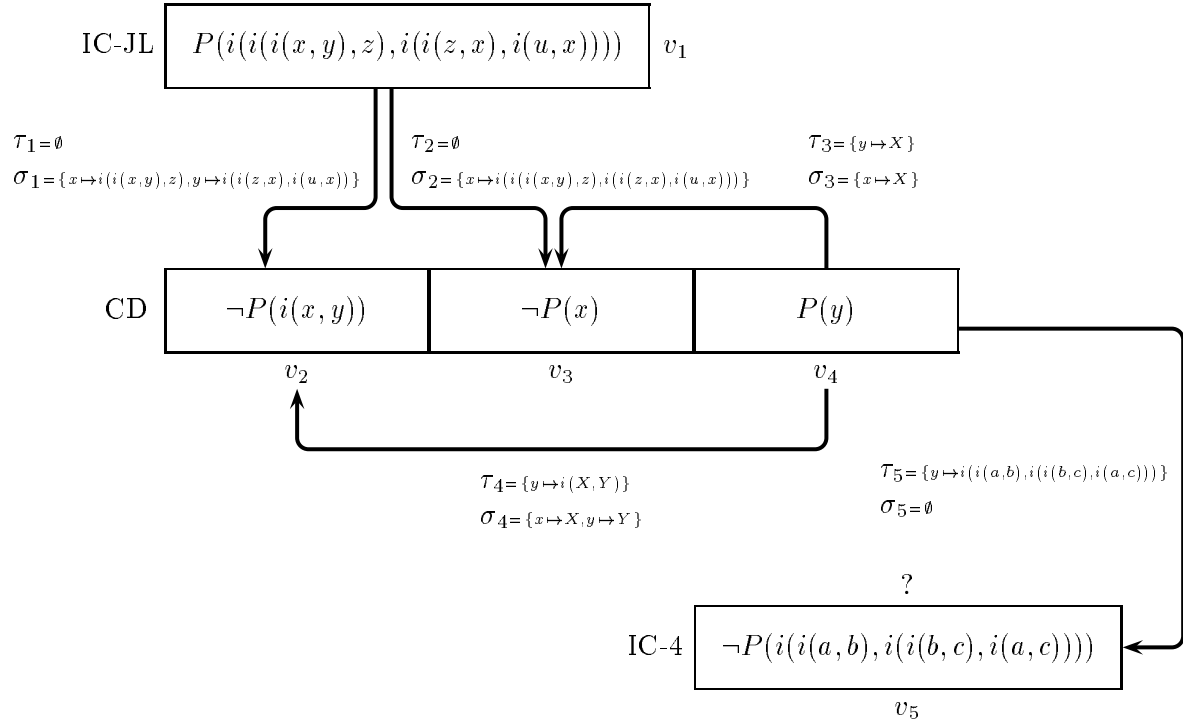 IC-JL P(i(i(i(x, y), z), i(i(z, x), i(u, x)))) v₁
τ₁=∅ τ₂=∅ τ₃={y↦X}
σ₁={x↦i(i(x,y),z),y↦i(i(z,x),i(u,x))} σ₂={x↦i(i(i(x,y),z),i(i(z,x),i(u,x)))} σ₃={x↦X}
CD ¬P(i(x, y)) ¬P(x) P(y)
v₂ v₃ v₄
τ₄={y↦i(X,Y)}
σ₄={x↦X,y↦Y}
τ₅={y↦i(i(a,b),i(i(b,c),i(a,c)))}
σ₅=∅
?
IC-4 ¬P(i(i(a, b), i(i(b, c), i(a, c))))
v₅